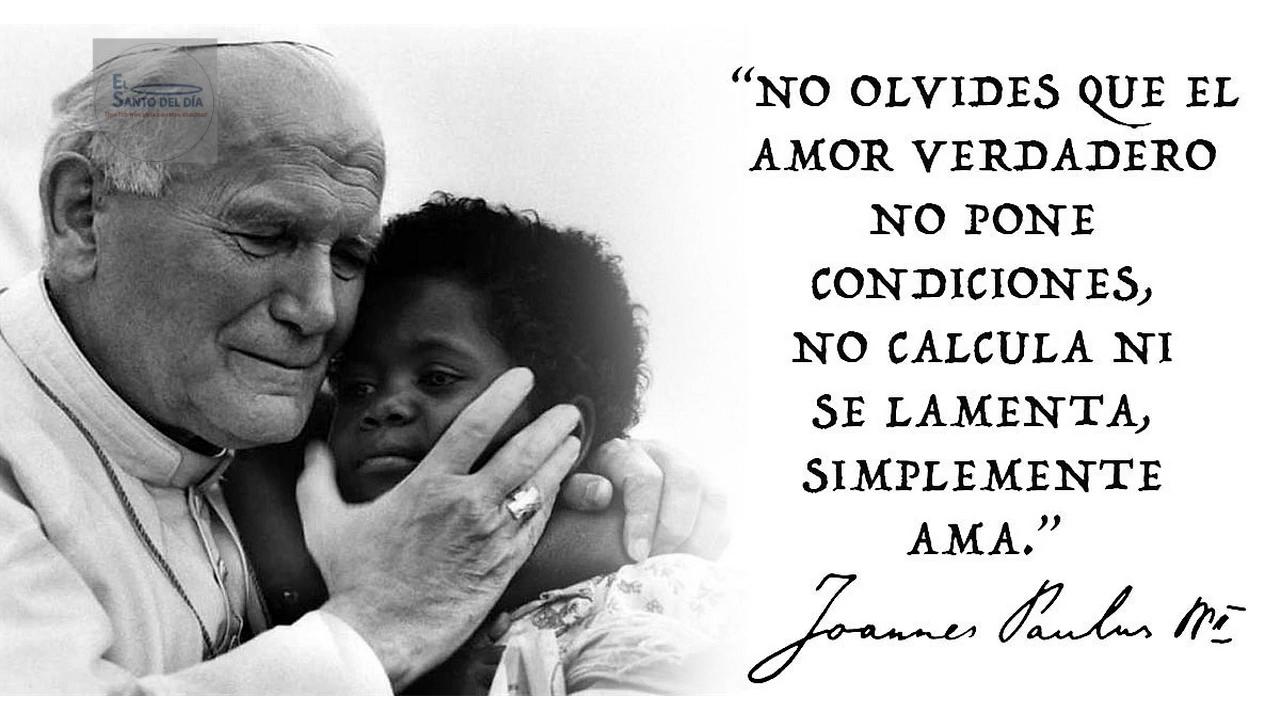 EL
SANTO DEL DÍA
“NO OLVIDES QUE EL
AMOR VERDADERO
NO PONE
CONDICIONES,
NO CALCULA NI
SE LAMENTA,
SIMPLEMENTE
AMA.”
Joannes Paulus